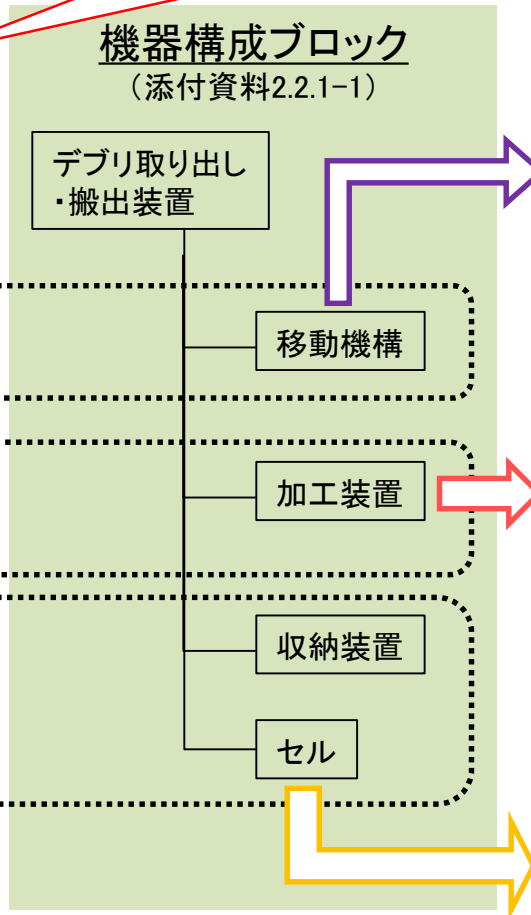 機器構成ブロック
(添付資料2.2.1-1)
デブリ取り出し
・搬出装置
移動機構
加工装置
収納装置
セル